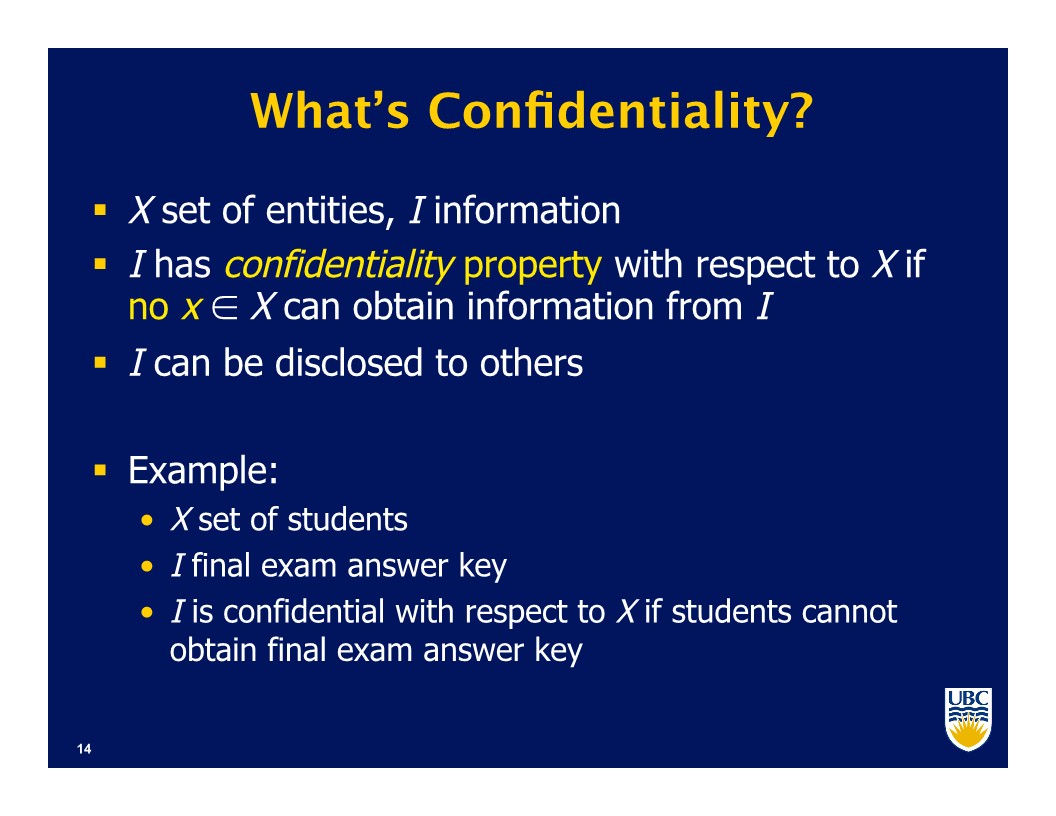 What’s Confidentiality?
▪ X set of entities, I information
▪ I has confidentiality property with respect to X if
no x ∈ X can obtain information from I
▪ I can be disclosed to others
▪ Example:
• X set of students
• I final exam answer key
• I is confidential with respect to X if students cannot
obtain final exam answer key
UBC
14